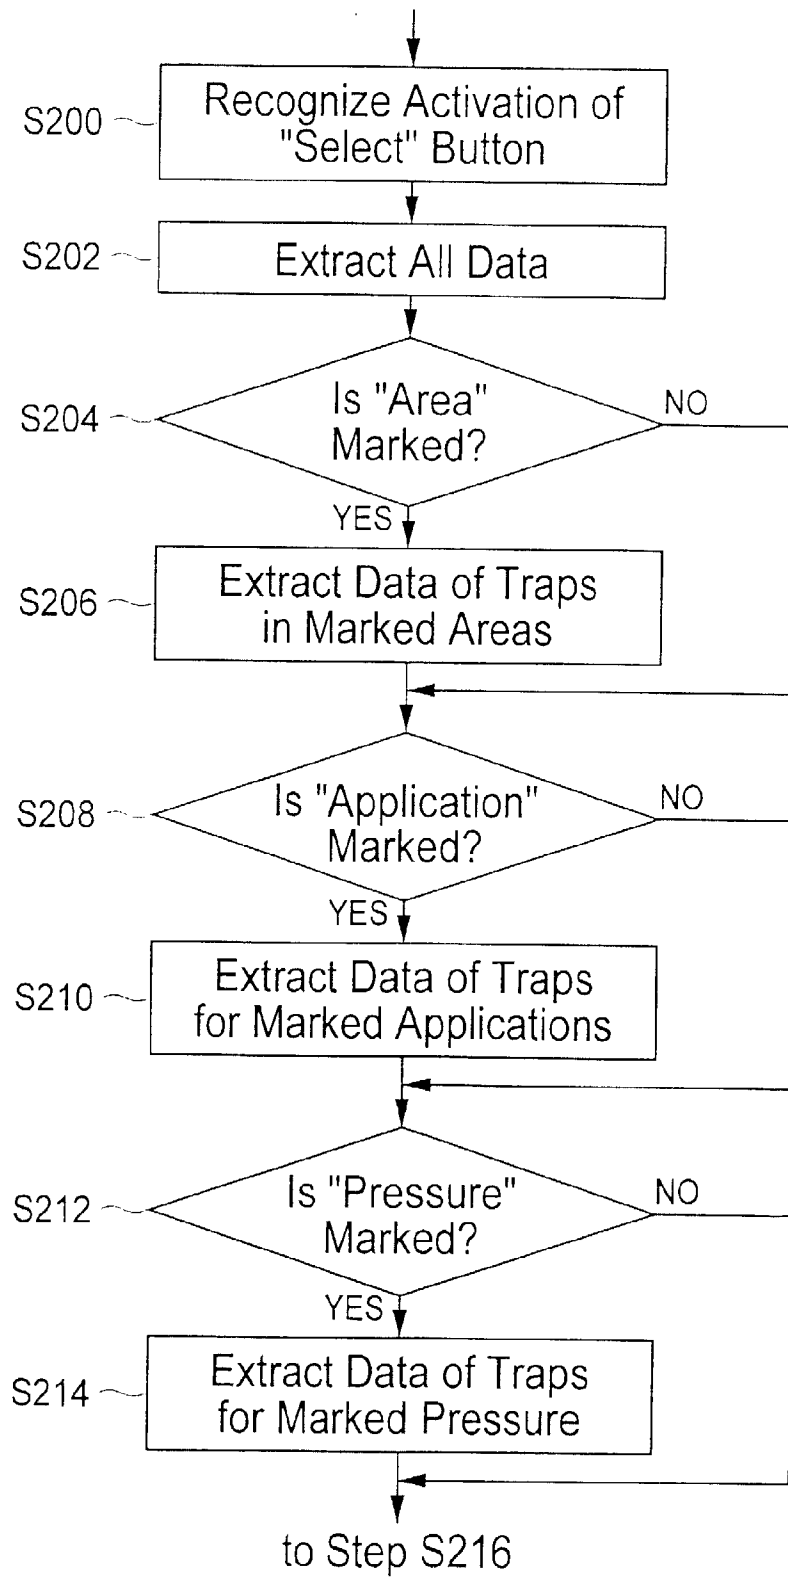 S200
Recognize Activation of
"Select" Button
S202
Extract All Data
S204
Is "Area"
Marked?
NO
YES
S206
Extract Data of Traps
in Marked Areas
S208
Is "Application"
Marked?
NO
YES
S210
Extract Data of Traps
for Marked Applications
S212
Is "Pressure"
Marked?
NO
YES
S214
Extract Data of Traps
for Marked Pressure
to Step S216